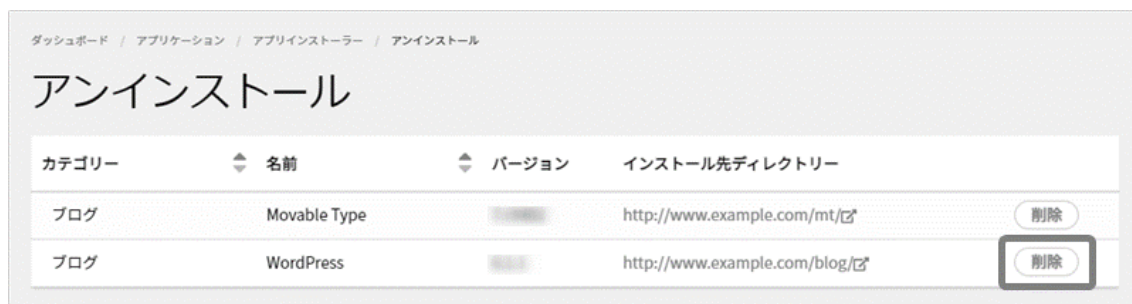 ダッシュボード / アプリケーション / アプリインストーラー / アンインストール
アンインストール
カテゴリー 名前 バージョン インストール先ディレクトリー
ブログ Movable Type http://www.example.com/mt/ 削除
ブログ WordPress http://www.example.com/blog/ 削除